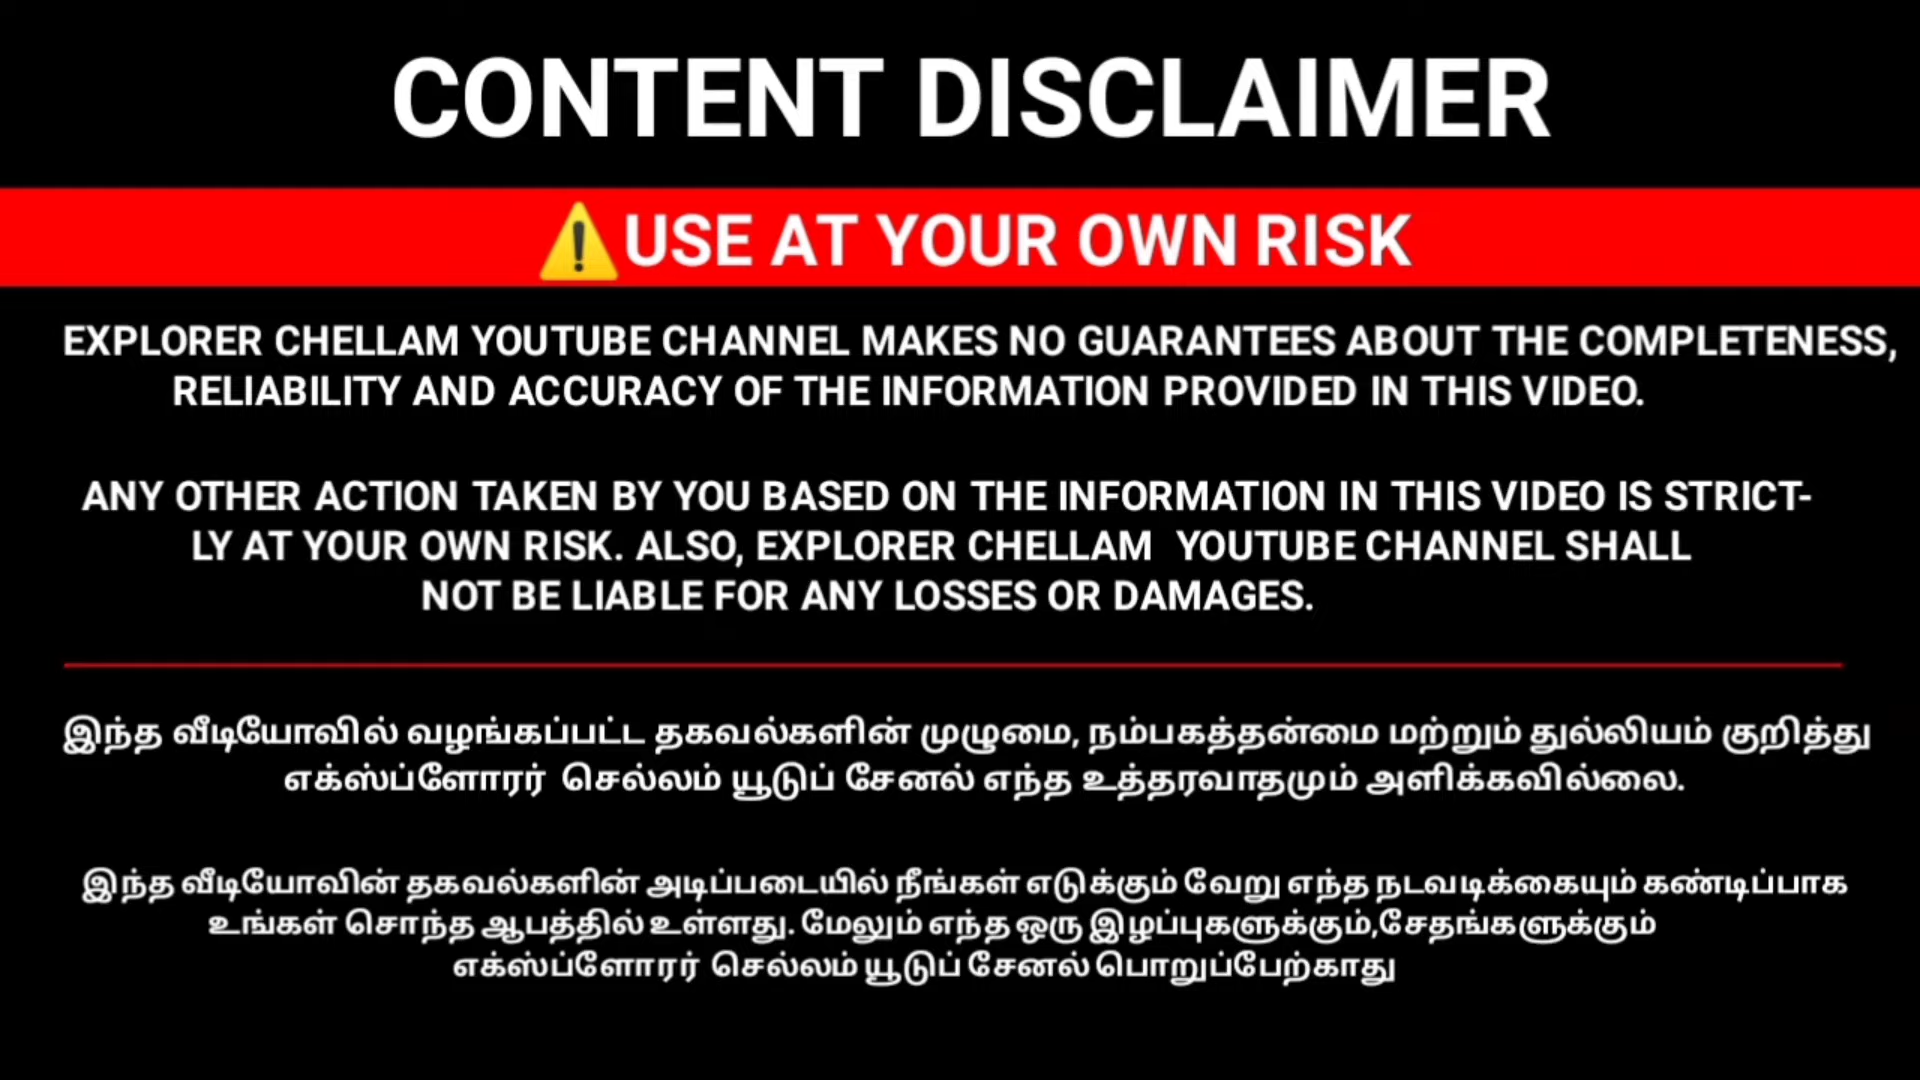 CONTENT DISCLAIMER
⚠️USE AT YOUR OWN RISK
EXPLORER CHELLAM YOUTUBE CHANNEL MAKES NO GUARANTEES ABOUT THE COMPLETENESS,
RELIABILITY AND ACCURACY OF THE INFORMATION PROVIDED IN THIS VIDEO.
ANY OTHER ACTION TAKEN BY YOU BASED ON THE INFORMATION IN THIS VIDEO IS STRICT-
LY AT YOUR OWN RISK. ALSO, EXPLORER CHELLAM YOUTUBE CHANNEL SHALL
NOT BE LIABLE FOR ANY LOSSES OR DAMAGES.
இந்த வீடியோவில் வழங்கப்பட்ட தகவல்களின் முழுமை, நம்பகத்தன்மை மற்றும் துல்லியம் குறித்து
எக்ஸ்ப்ளோரர் செல்லம் யூடுப் சேனல் எந்த உத்தரவாதமும் அளிக்கவில்லை.
இந்த வீடியோவின் தகவல்களின் அடிப்படையில் நீங்கள் எடுக்கும் வேறு எந்த நடவடிக்கையும் கண்டிப்பாக
உங்கள் சொந்த ஆபத்தில் உள்ளது. மேலும் எந்த ஒரு இழப்புகளுக்கும்,சேதங்களுக்கும்
எக்ஸ்ப்ளோரர் செல்லம் யூடுப் சேனல் பொறுப்பேற்காது